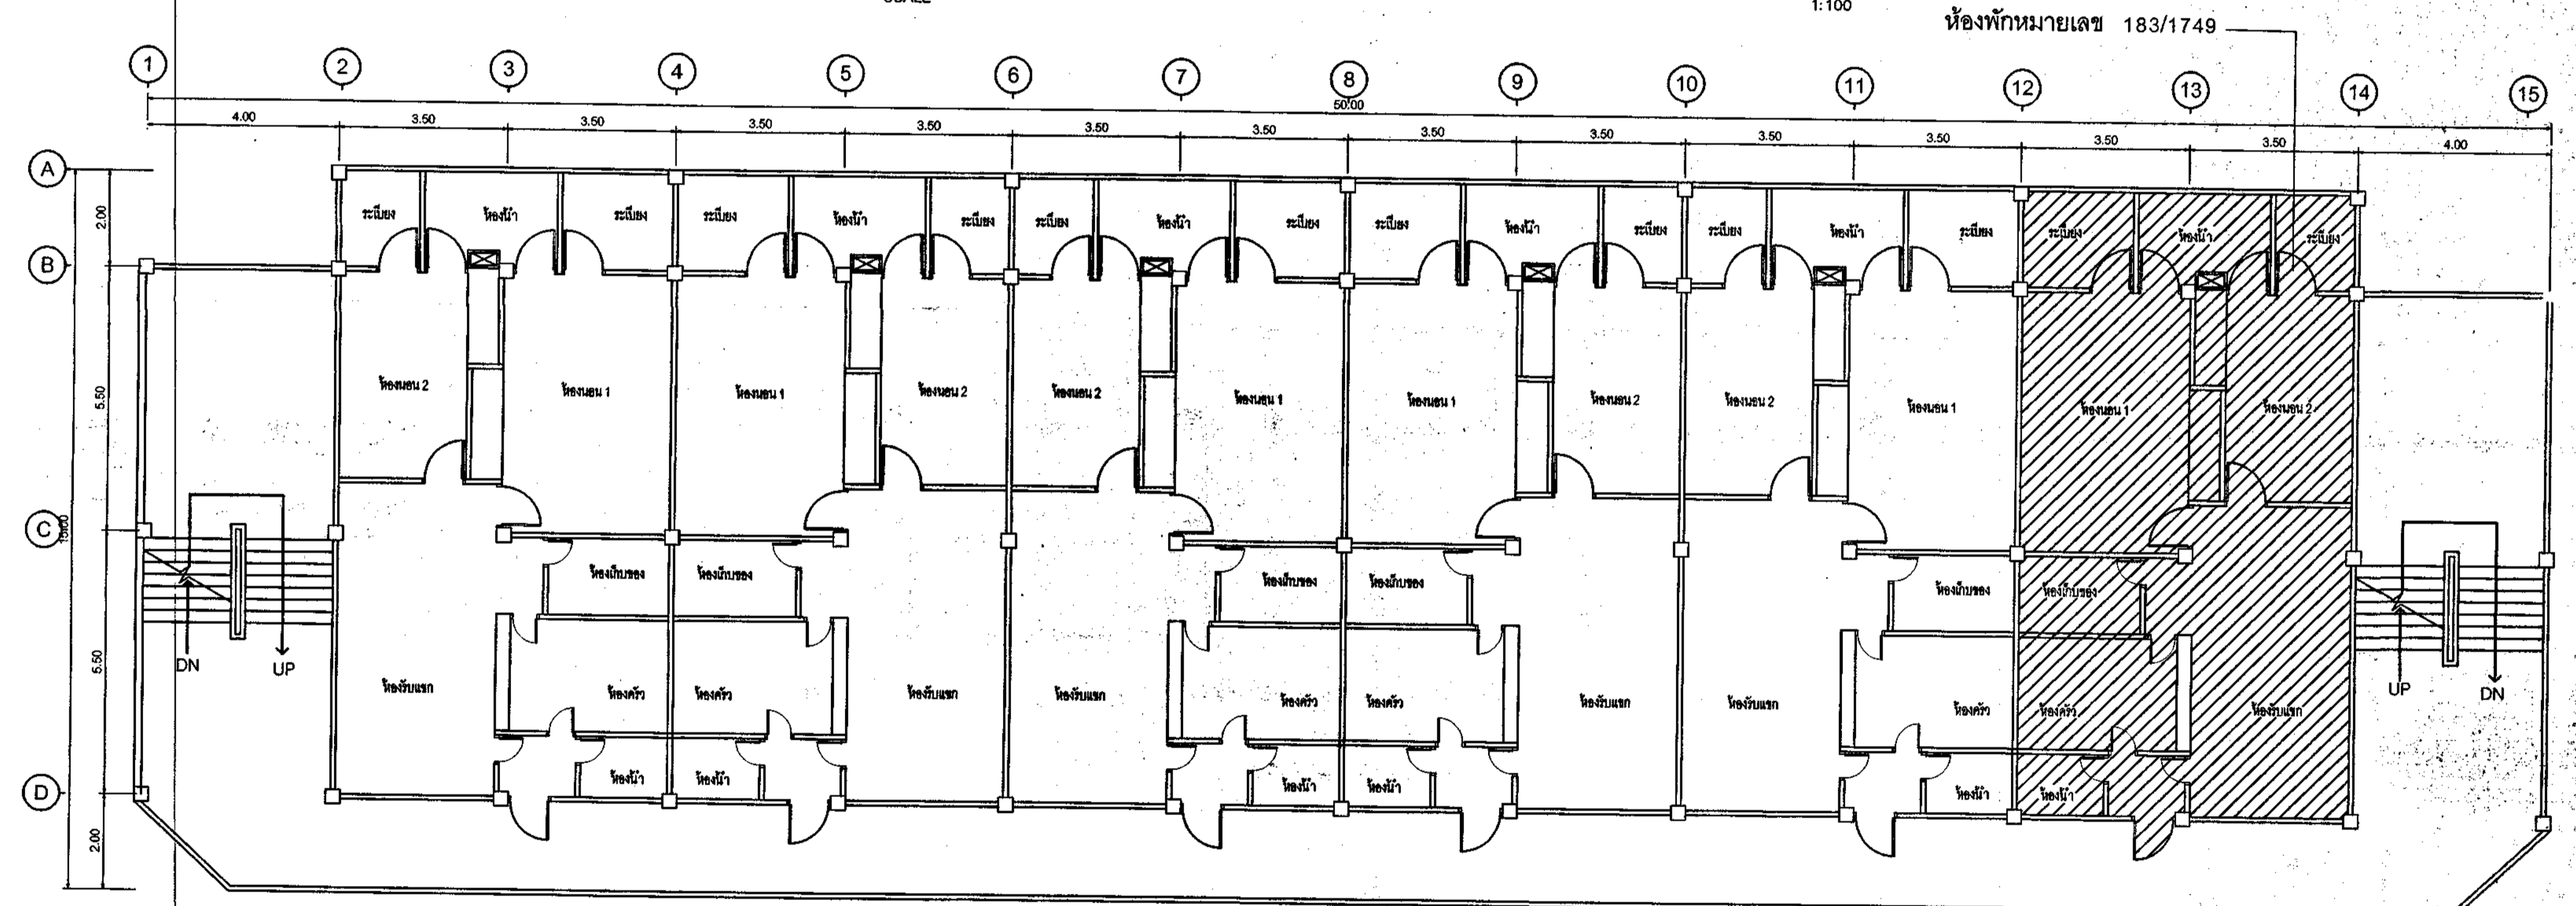 1:100
ห้องพักหมายเลข 183/1749
1 2 3 4 5 6 7 8 9 10 11 12 13 14 15
50.00
4.00 3.50 3.50 3.50 3.50 3.50 3.50 3.50 3.50 3.50 3.50 3.50 3.50 4.00
A
2.00
ระเบียง ห้องน้ำ ระเบียง ระเบียง ห้องน้ำ ระเบียง ระเบียง ห้องน้ำ ระเบียง ระเบียง ห้องน้ำ ระเบียง ระเบียง ห้องน้ำ ระเบียง ระเบียง ห้องน้ำ ระเบียง
B
5.50
ห้องนอน 2 ห้องนอน 1 ห้องนอน 1 ห้องนอน 2 ห้องนอน 2 ห้องนอน 1 ห้องนอน 1 ห้องนอน 2 ห้องนอน 2 ห้องนอน 1 ห้องนอน 1 ห้องนอน 2
C
ห้องเก็บของ ห้องเก็บของ ห้องเก็บของ ห้องเก็บของ ห้องเก็บของ ห้องเก็บของ
5.50
DN UP UP DN
ห้องรับแขก ห้องครัว ห้องครัว ห้องรับแขก ห้องรับแขก ห้องครัว ห้องครัว ห้องรับแขก ห้องรับแขก ห้องครัว ห้องครัว ห้องรับแขก
ห้องน้ำ ห้องน้ำ ห้องน้ำ ห้องน้ำ ห้องน้ำ ห้องน้ำ
D
2.00